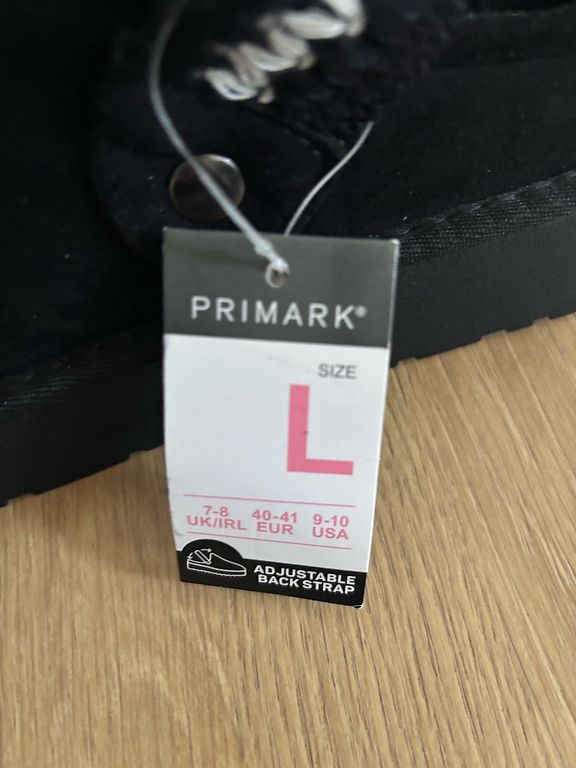 PRIMARK®
SIZE
L
7-8 40-41 9-10
UK/IRL EUR USA
ADJUSTABLE
BACK STRAP